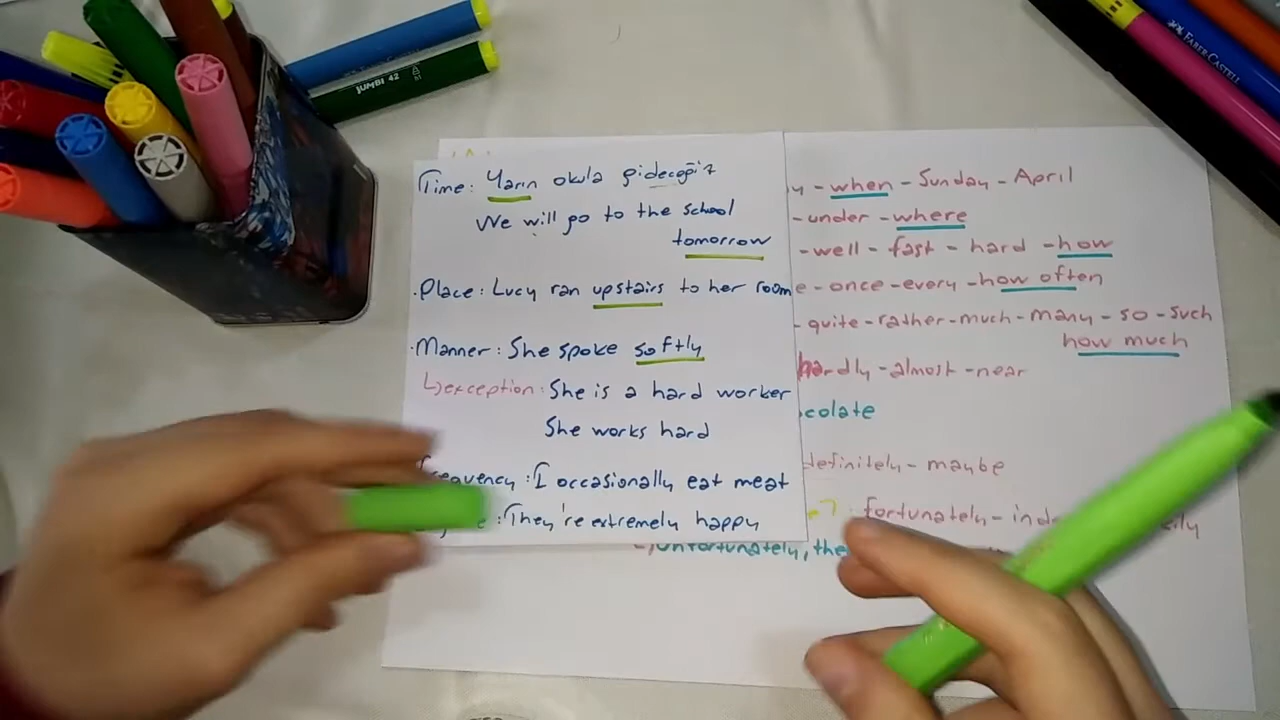 Time: Yarın okula gideceğiz
We will go to the school
tomorrow
.Place: Lucy ran upstairs to her room
.Manner: She spoke softly
exception: She is a hard worker
She works hard
: I occasionally eat meat
: They're extremely happy
y - when - Sunday - April
- under - where
- well - fast - hard - how
e - once - every - how often
- quite - rather - much - many - so - such
how much
hardly - almost - near
colate
definitely - maybe
e? : fortunately -
unfortunately, the
JUMBI 42
FABER-CASTELL